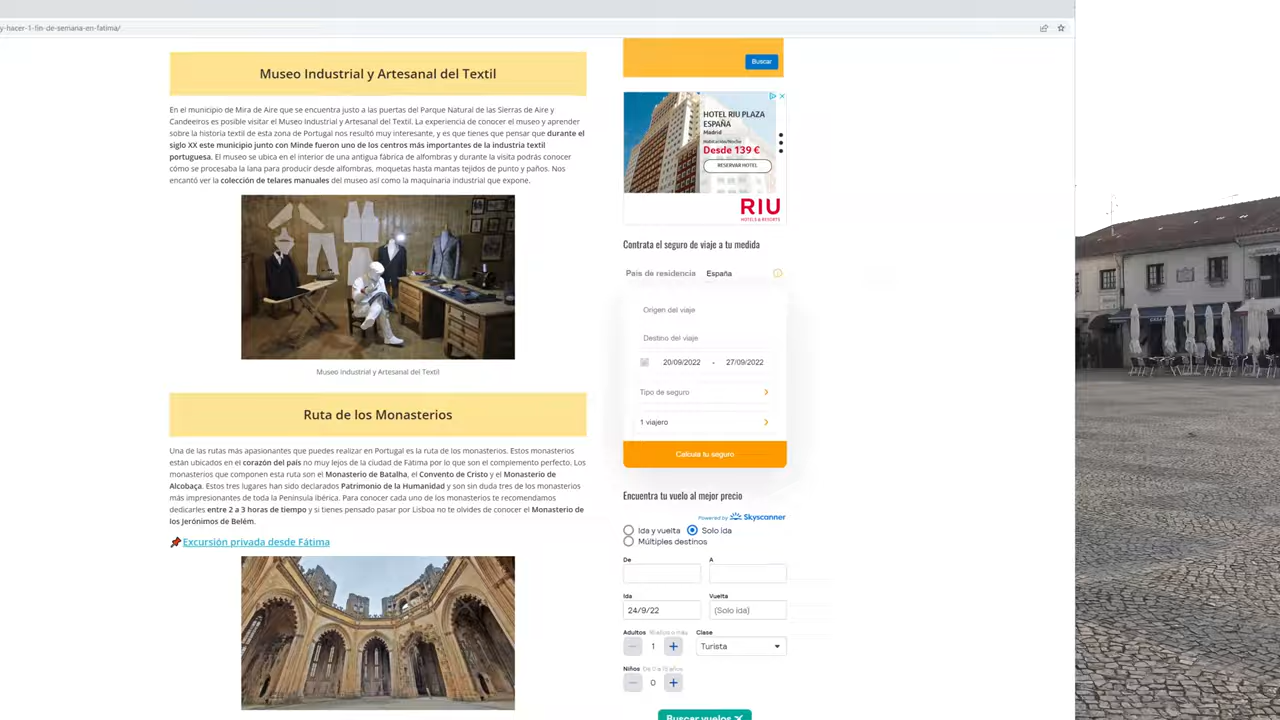 y-hacer-1-fin-de-semana-en-fatima/
Museo Industrial y Artesanal del Textil
En el municipio de Mira de Aire que se encuentra justo a las puertas del Parque Natural de las Sierras de Aire y
Candeeiros es posible visitar el Museo Industrial y Artesanal del Textil. La experiencia de conocer el museo y aprender
sobre la historia textil de esta zona de Portugal nos resultó muy interesante, y es que tienes que pensar que durante el
siglo XX este municipio junto con Minde fueron uno de los centros más importantes de la industria textil
portuguesa. El museo se ubica en el interior de una antigua fábrica de alfombras y durante la visita podrás conocer
cómo se procesaba la lana para producir desde alfombras, moquetas hasta mantas tejidos de punto y paños. Nos
encantó ver la colección de telares manuales del museo así como la maquinaria industrial que expone.
Museo Industrial y Artesanal del Textil
Ruta de los Monasterios
Una de las rutas más apasionantes que puedes realizar en Portugal es la ruta de los monasterios. Estos monasterios
están ubicados en el corazón del país no muy lejos de la ciudad de Fátima por lo que son el complemento perfecto. Los
monasterios que componen esta ruta son el Monasterio de Batalha, el Convento de Cristo y el Monasterio de
Alcobaça. Estos tres lugares han sido declarados Patrimonio de la Humanidad y son sin duda tres de los monasterios
más impresionantes de toda la Península Ibérica. Para conocer cada uno de los monasterios te recomendamos
dedicarles entre 2 a 3 horas de tiempo y si tienes pensado pasar por Lisboa no te olvides de conocer el Monasterio de
los Jerónimos de Belém.
Excursión privada desde Fátima
Buscar
HOTEL RIU PLAZA
ESPAÑA
Madrid
Habitación/Noche
Desde 139 €
RESERVAR HOTEL
RIU
HOTELS & RESORTS
Contrata el seguro de viaje a tu medida
País de residencia España
Origen del viaje
Destino del viaje
20/09/2022 - 27/09/2022
Tipo de seguro
1 viajero
Calcula tu seguro
Encuentra tu vuelo al mejor precio
Powered by Skyscanner
Ida y vuelta Solo ida
Múltiples destinos
De A
Ida Vuelta
24/9/22 (Solo ida)
Adultos 16 años o más Clase
1 Turista
Niños De 0 a 15 años
0
Buscar vuelos